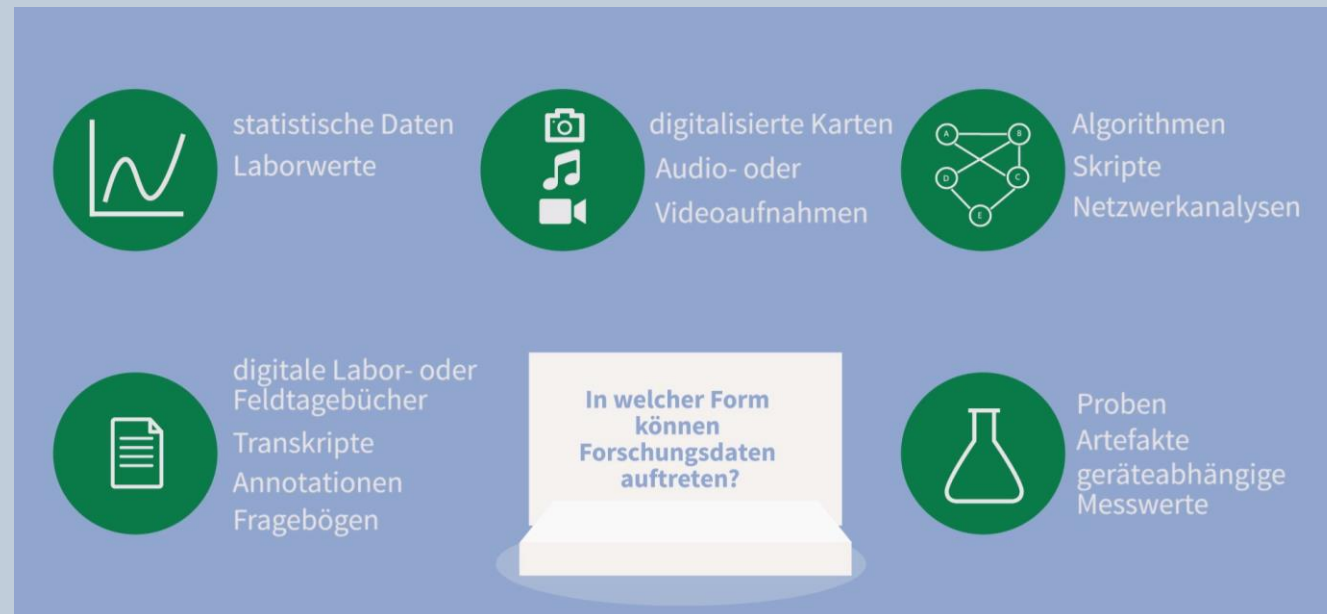 statistische Daten
Laborwerte
digitalisierte Karten
Audio- oder
Videoaufnahmen
A
B
C
D
E
Algorithmen
Skripte
Netzwerkanalysen
digitale Labor- oder
Feldtagebücher
Transkripte
Annotationen
Fragebögen
In welcher Form
können
Forschungsdaten
auftreten?
Proben
Artefakte
geräteabhängige
Messwerte